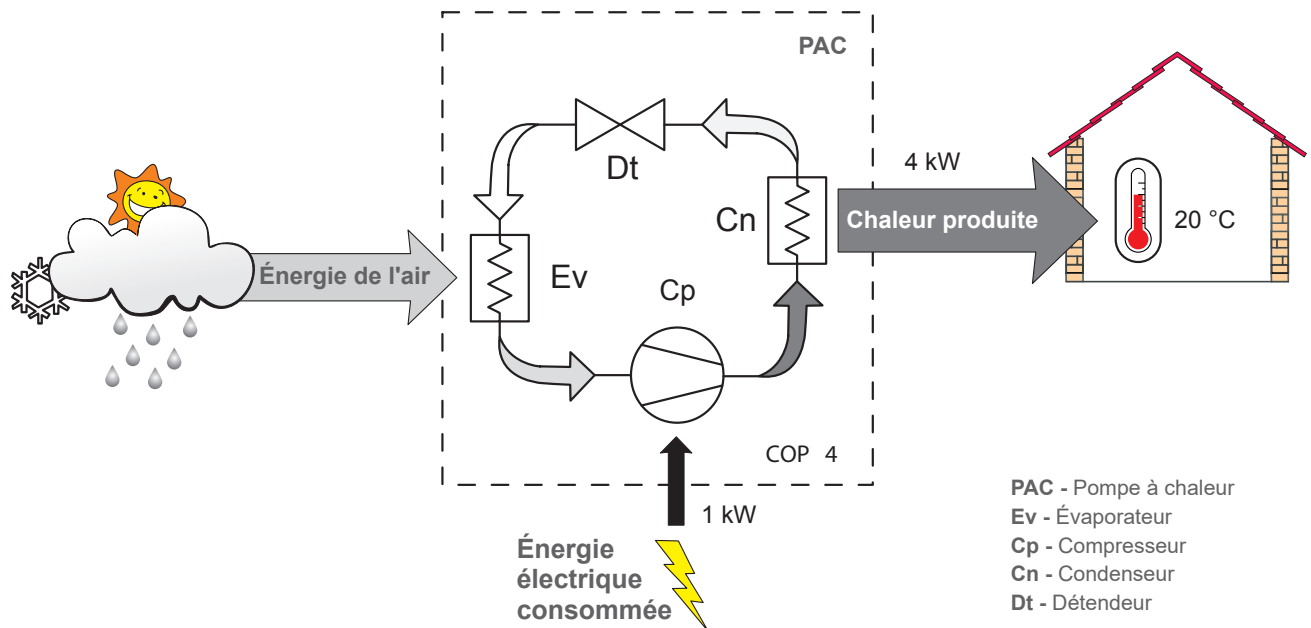 PAC
Dt
4 kW
Cn
Chaleur produite
20 °C
Énergie de l'air
Ev
Cp
COP 4
1 kW
Énergie
électrique
consommée
PAC - Pompe à chaleur
Ev - Évaporateur
Cp - Compresseur
Cn - Condenseur
Dt - Détendeur